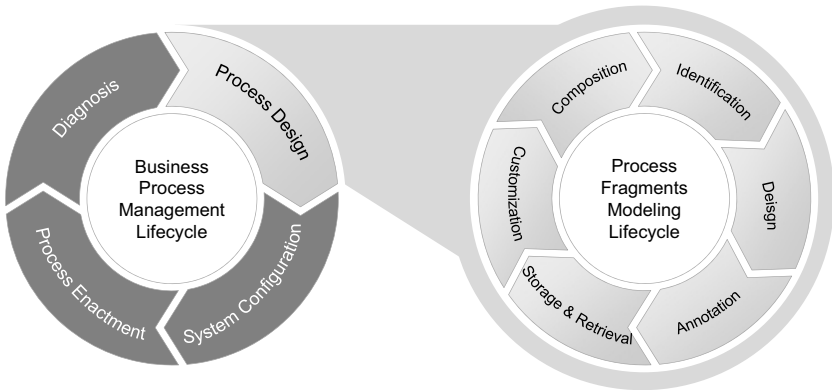 Diagnosis
Process Design
System Configuration
Process Enactment
Business
Process
Management
Lifecycle
Composition
Identification
Deisgn
Annotation
Storage & Retrieval
Customization
Process
Fragments
Modeling
Lifecycle